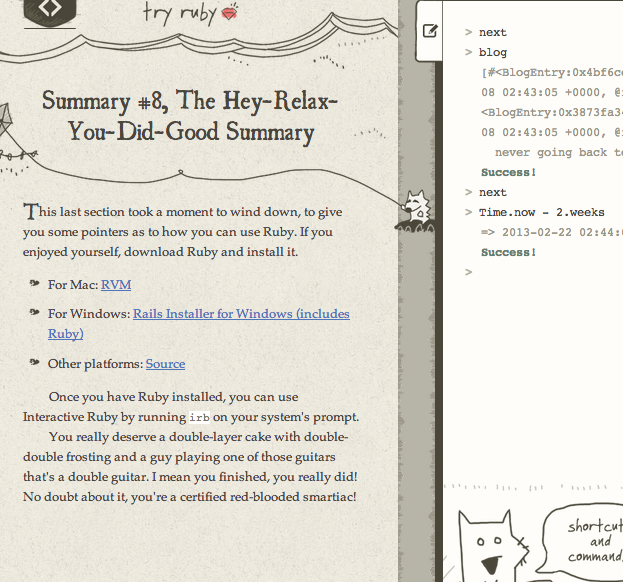 try ruby
Summary #8, The Hey-Relax-
You-Did-Good Summary
This last section took a moment to wind down, to give
you some pointers as to how you can use Ruby. If you
enjoyed yourself, download Ruby and install it.
For Mac: RVM
For Windows: Rails Installer for Windows (includes
Ruby)
Other platforms: Source
Once you have Ruby installed, you can use
Interactive Ruby by running irb on your system's prompt.
You really deserve a double-layer cake with double-
double frosting and a guy playing one of those guitars
that's a double guitar. I mean you finished, you really did!
No doubt about it, you're a certified red-blooded smartiac!
> next
> blog
[#<BlogEntry:0x4bf6c
08 02:43:05 +0000, @
<BlogEntry:0x3873fa3
08 02:43:05 +0000, @
never going back t
Success!
> next
> Time.now - 2.weeks
=> 2013-02-22 02:44:
Success!
>
shortcut
and
command